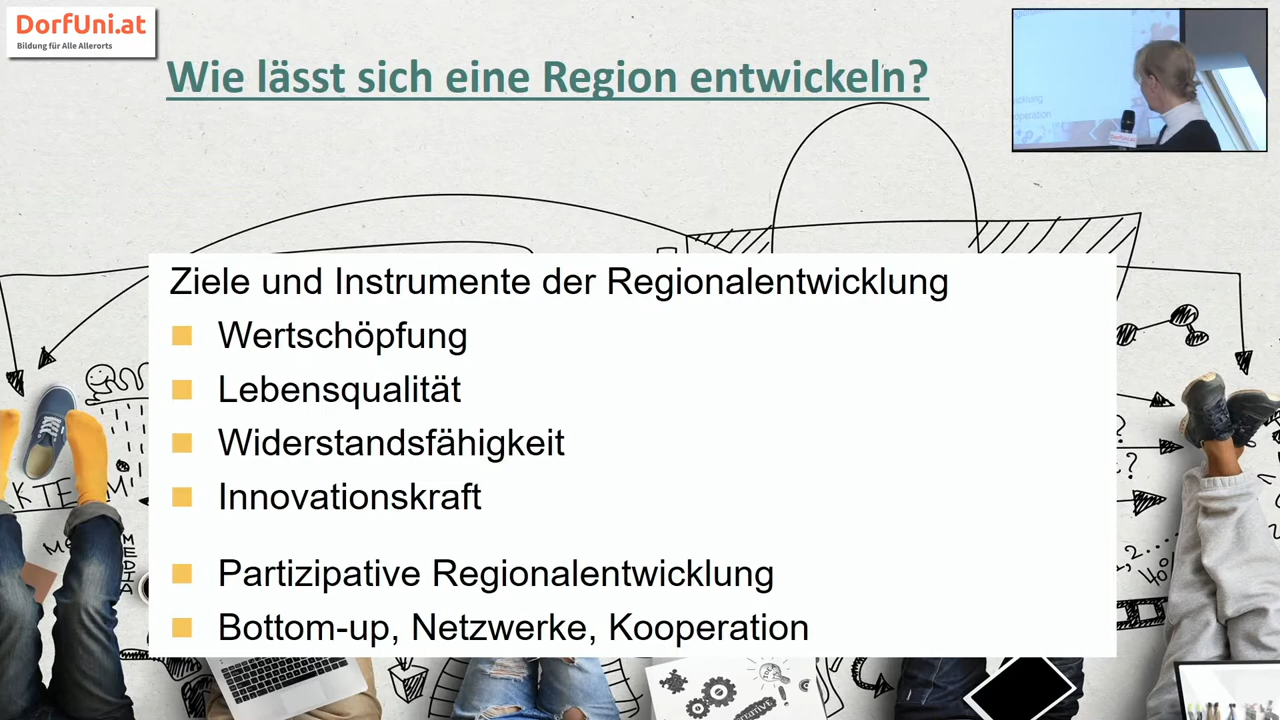 DorfUni.at
Bildung für Alle Allerorts
Wie lässt sich eine Region entwickeln?
Ziele und Instrumente der Regionalentwicklung
Wertschöpfung
Lebensqualität
Widerstandsfähigkeit
Innovationskraft
Partizipative Regionalentwicklung
Bottom-up, Netzwerke, Kooperation